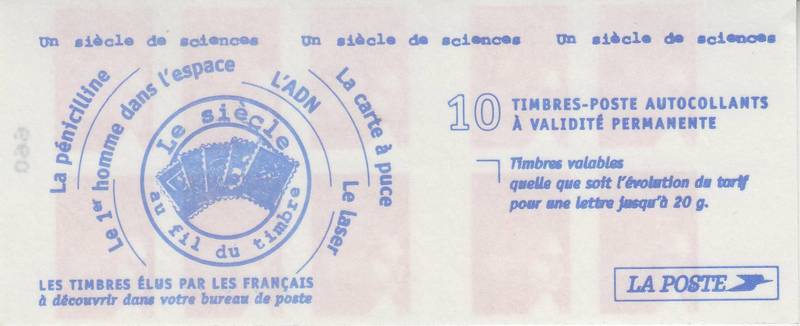 Un siècle de sciences Un siècle de sciences Un siècle de sciences
La pénicilline
Le 1er homme dans l'espace
L'ADN
La carte à puce
Le laser
Le siècle
au fil du timbre
LES TIMBRES ÉLUS PAR LES FRANÇAIS
à découvrir dans votre bureau de poste
10 TIMBRES-POSTE AUTOCOLLANTS
À VALIDITÉ PERMANENTE
Timbres valables
quelle que soit l'évolution du tarif
pour une lettre jusqu'à 20 g.
LA POSTE